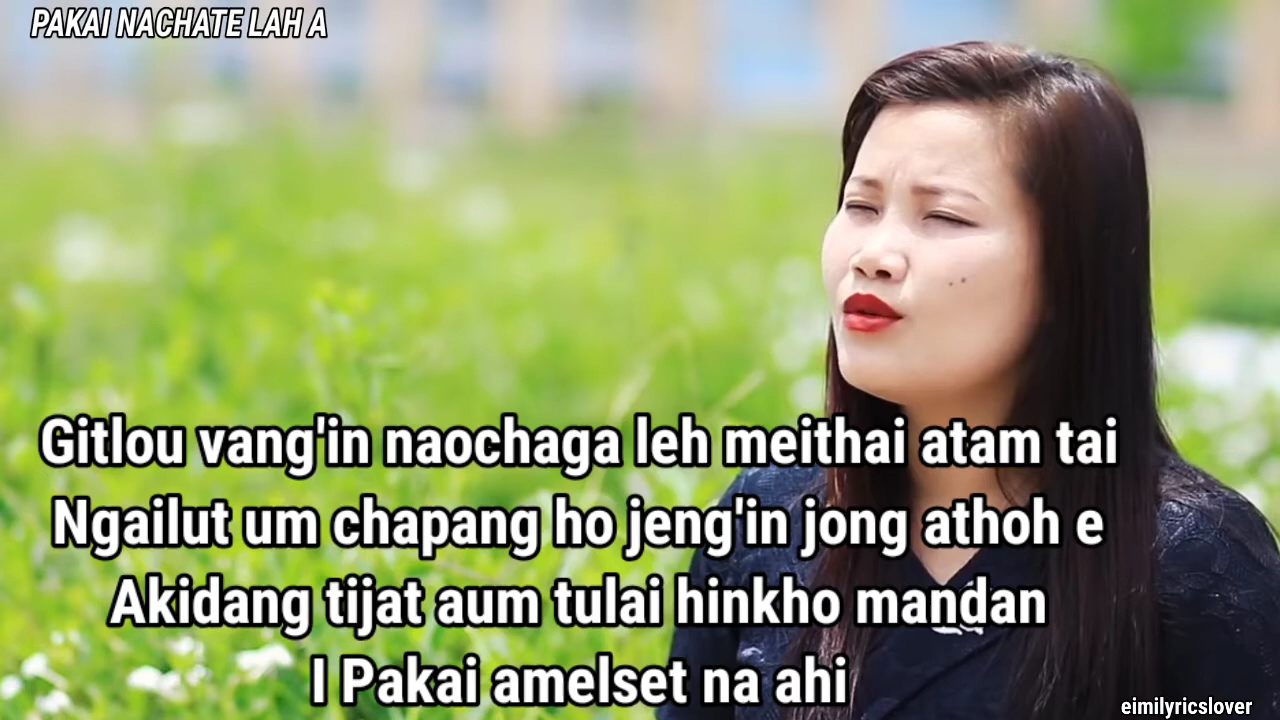 PAKAI NACHATE LAH A
Gitlou vang'in naochaga leh meithai atam tai
Ngailut um chapang ho jeng'in jong athoh e
Akidang tijat aum tulai hinkho mandan
I Pakai amelset na ahi
eimilyricslover